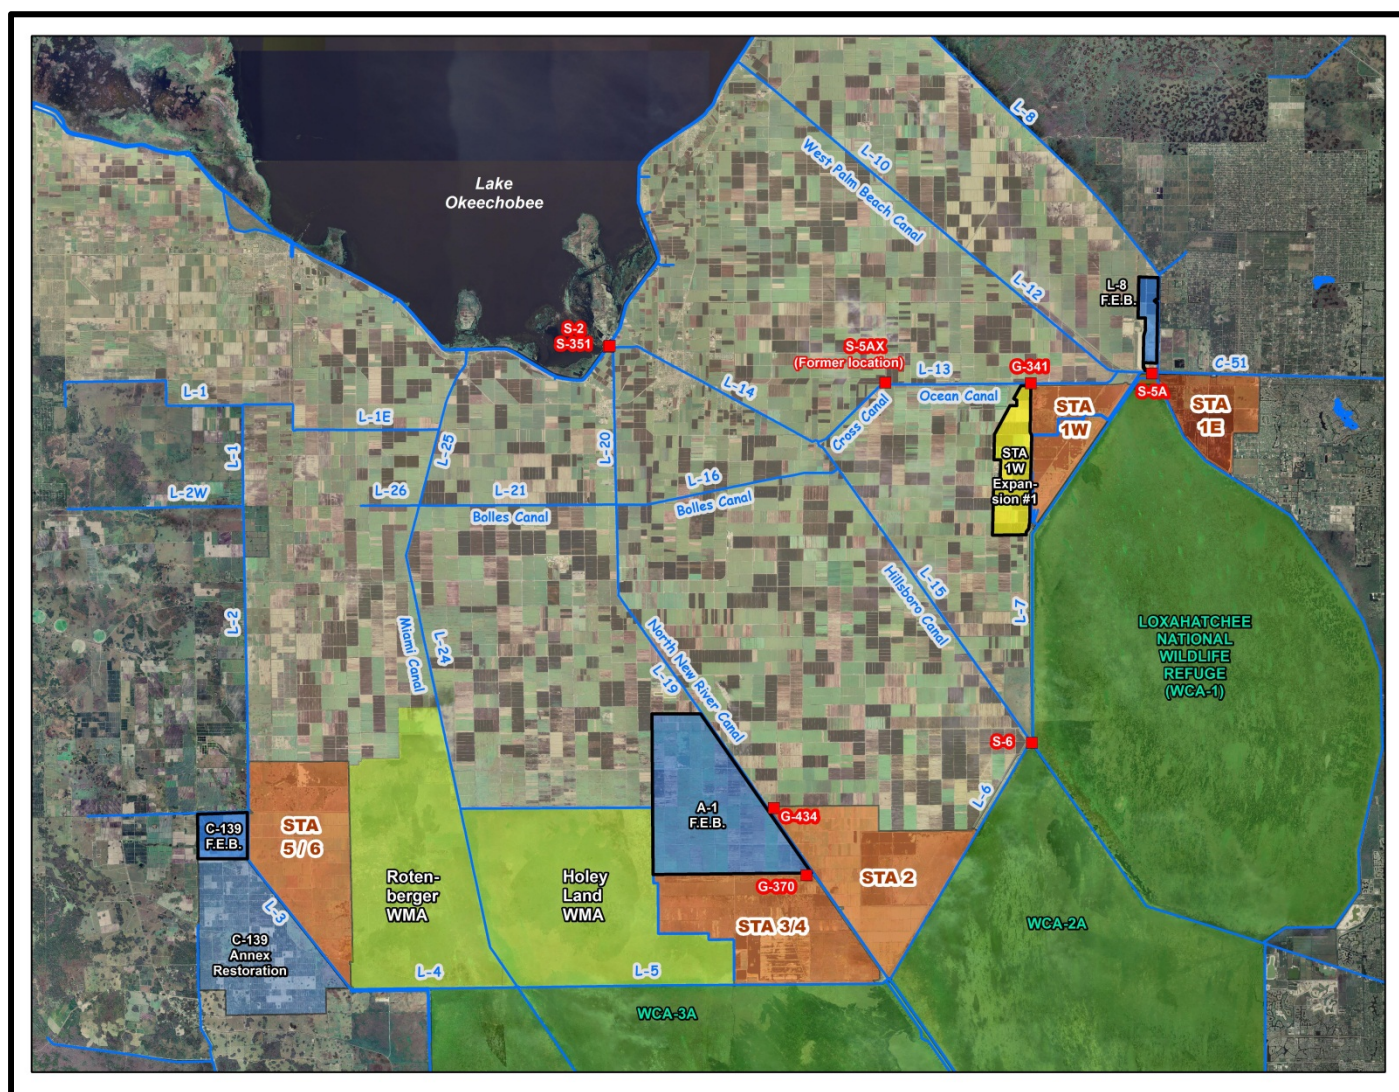 L-8
L-10
West Palm Beach Canal
Lake
Okeechobee
L-12
L-8
F.E.B.
S-2
S-351
S-5AX
(Former location)
L-13
Ocean Canal
G-341
C-51
S-5A
STA
1W
STA
1E
L-1
L-1E
L-14
Cross Canal
L-1
L-25
L-20
STA
1W
Expan-
sion #1
L-2W
L-26
L-21
Bolles Canal
L-16
Bolles Canal
L-15
Hillsboro Canal
L-7
L-2
Miami Canal
L-24
North New River Canal
L-19
LOXAHATCHEE
NATIONAL
WILDLIFE
REFUGE
(WCA-1)
S-6
L-6
A-1
F.E.B.
G-434
C-139
F.E.B.
STA
5/6
Roten-
berger
WMA
Holey
Land
WMA
G-370
STA 2
STA 3/4
L-3
C-139
Annex
Restoration
L-4
L-5
WCA-2A
WCA-3A